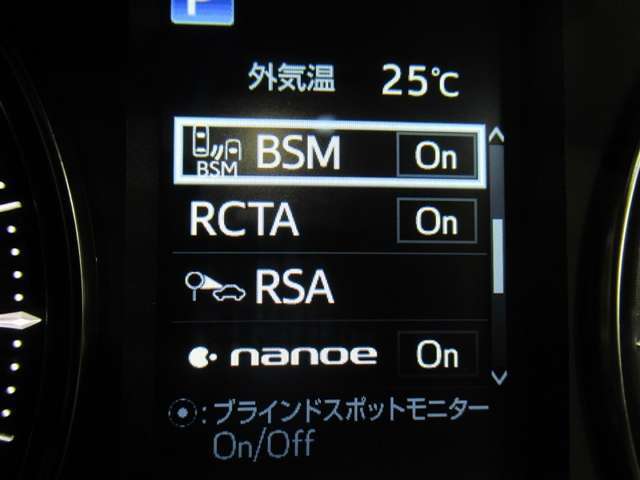 P
外気温 25℃
BSM BSM On
RCTA On
RSA
nanoe On
:ブラインドスポットモニター
On/Off